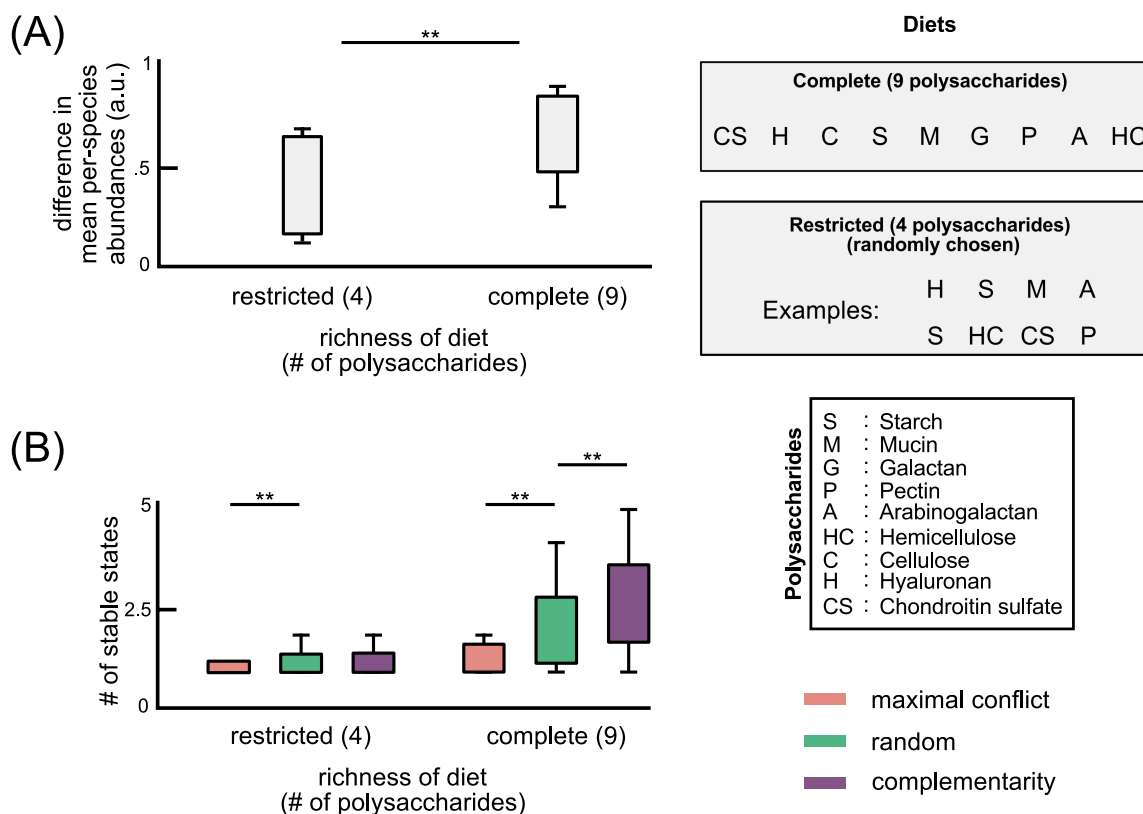 (A)
**
1
.5
0
difference in
mean per-species
abundances (a.u.)
restricted (4)
complete (9)
richness of diet
(# of polysaccharides)
Diets
Complete (9 polysaccharides)
CS H C S M G P A HC
Restricted (4 polysaccharides)
(randomly chosen)
Examples:
H S M A
S HC CS P
(B)
**
**
**
5
2.5
0
# of stable states
restricted (4)
complete (9)
richness of diet
(# of polysaccharides)
Polysaccharides
S : Starch
M : Mucin
G : Galactan
P : Pectin
A : Arabinogalactan
HC : Hemicellulose
C : Cellulose
H : Hyaluronan
CS : Chondroitin sulfate
maximal conflict
random
complementarity